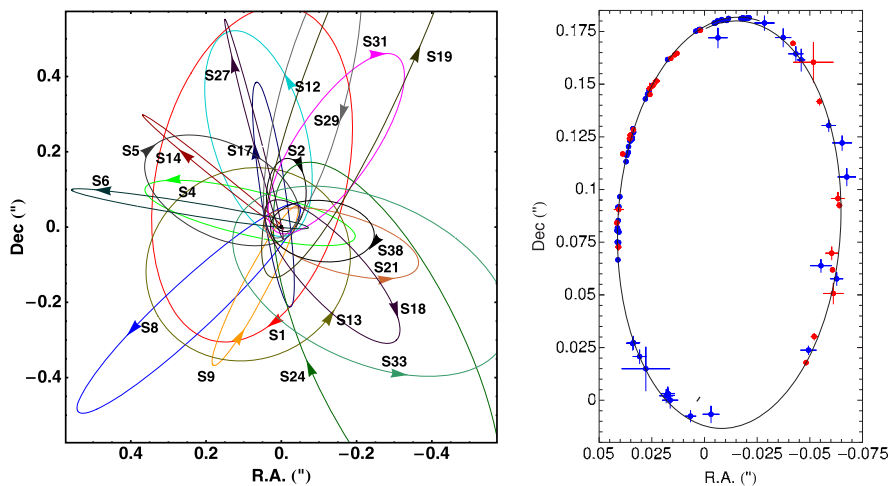 S31
S19
S27
S12
S29
S5
S14
S17
S2
S6
S4
S38
S21
S18
S8
S1
S13
S9
S24
S33
0.4
0.2
0.
−0.2
−0.4
Dec (")
0.4 0.2 0. −0.2 −0.4
R.A. (")
0.175
0.15
0.125
0.1
0.075
0.05
0.025
0
Dec (")
0.05 0.025 0 −0.025 −0.05 −0.075
R.A. (")